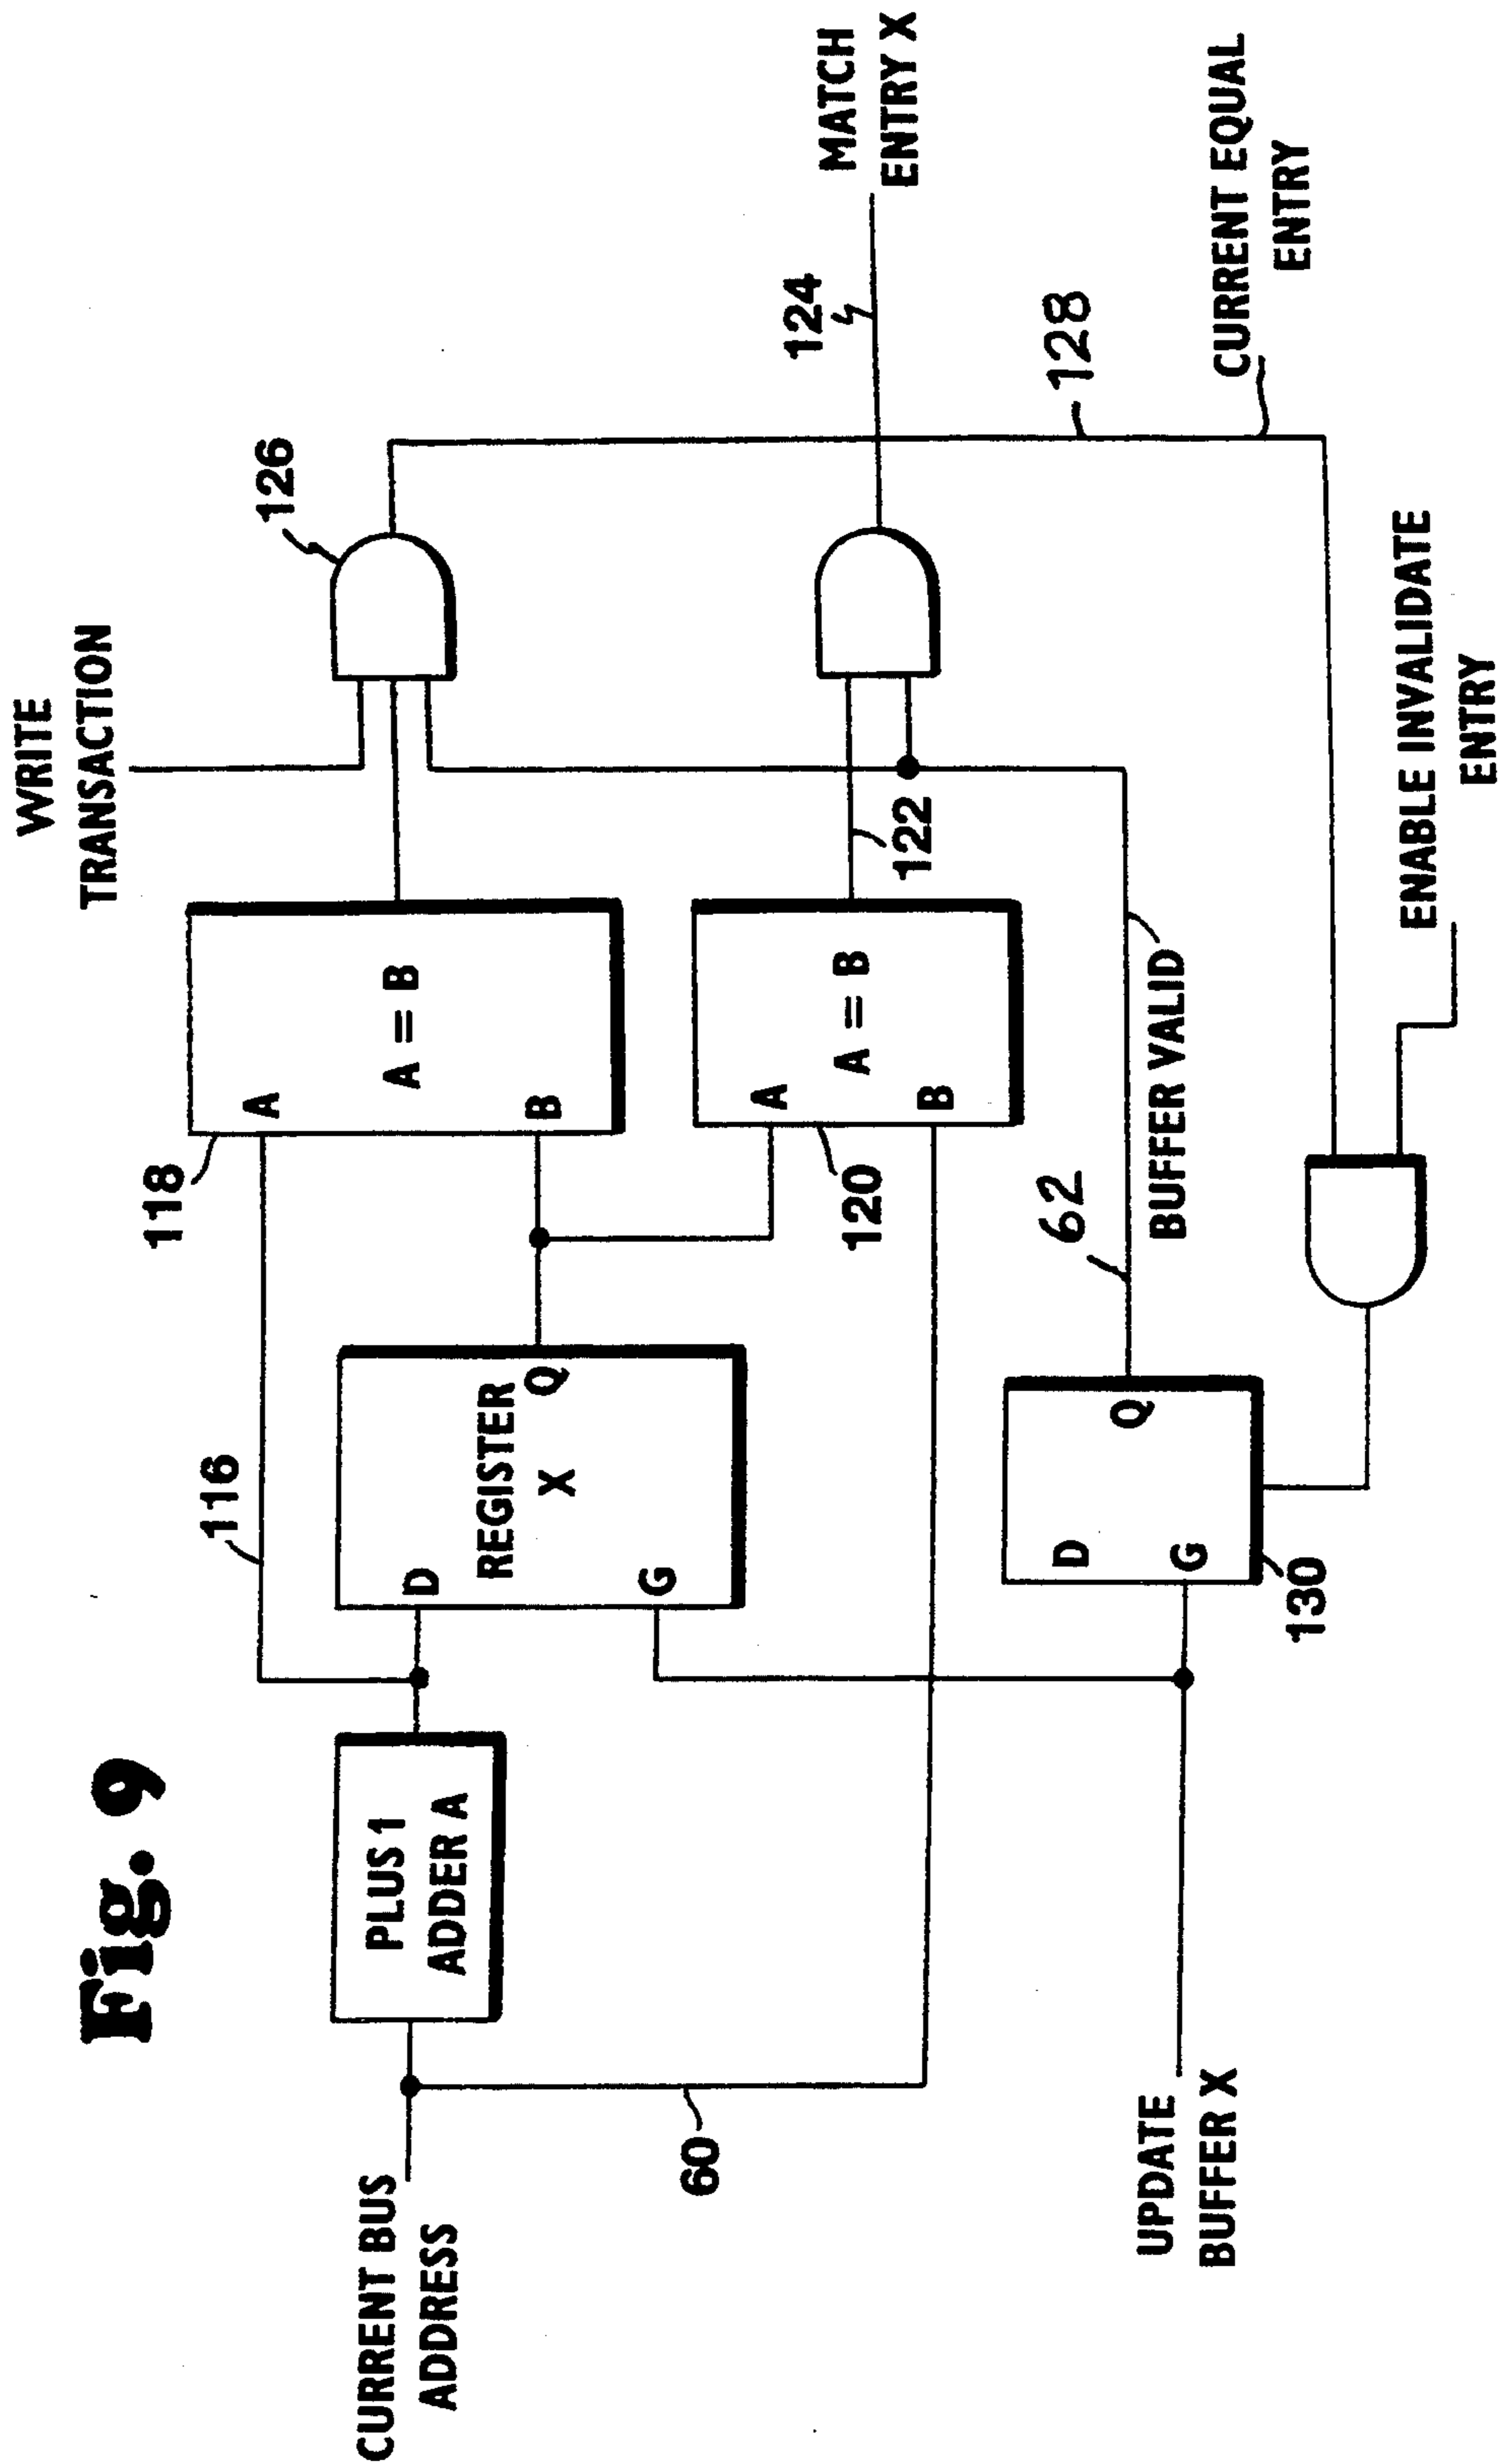 Fig. 9
WRITE
TRANSACTION
126
118
116
A
A = B
B
PLUS 1
ADDER A
D
REGISTER
X
Q
G
CURRENT BUS
ADDRESS
124
MATCH
ENTRY X
A
A = B
B
122
120
60
128
62
BUFFER VALID
D
Q
G
130
CURRENT EQUAL
ENTRY
UPDATE
BUFFER X
ENABLE INVALIDATE
ENTRY